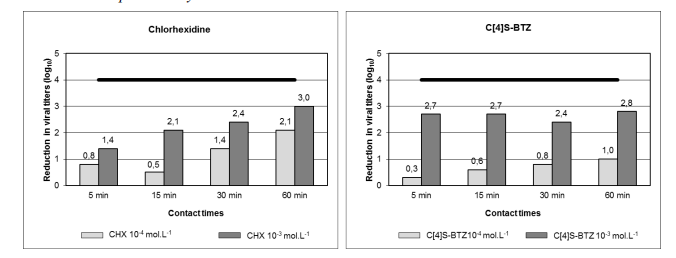 Chlorhexidine
Reduction in viral titers (log10)
5
4
3
2
1
0
0,8
1,4
0,5
2,1
1,4
2,4
2,1
3,0
5 min
15 min
30 min
60 min
Contact times
CHX 10-4 mol.L-1
CHX 10-3 mol.L-1
C[4]S-BTZ
Reduction in viral titers (log10)
5
4
3
2
1
0
0,3
2,7
0,6
2,7
0,8
2,4
1,0
2,8
5 min
15 min
30 min
60 min
Contact times
C[4]S-BTZ10-4 mol.L-1
C[4]S-BTZ 10-3 mol.L-1